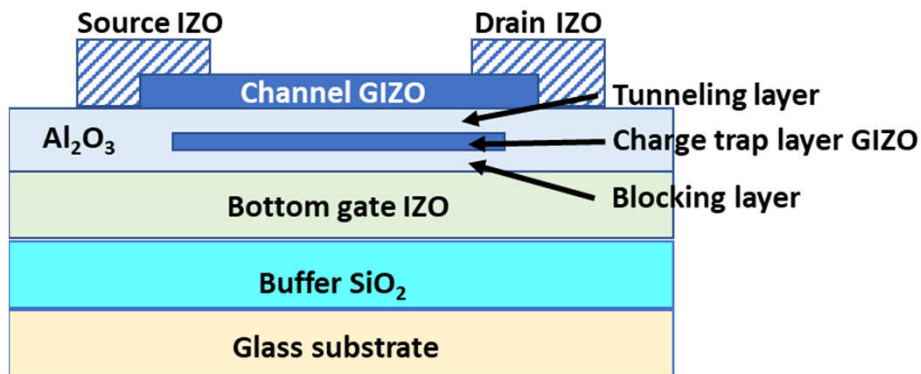 Source IZO
Drain IZO
Channel GIZO
Tunneling layer
Al₂O₃
Charge trap layer GIZO
Blocking layer
Bottom gate IZO
Buffer SiO₂
Glass substrate